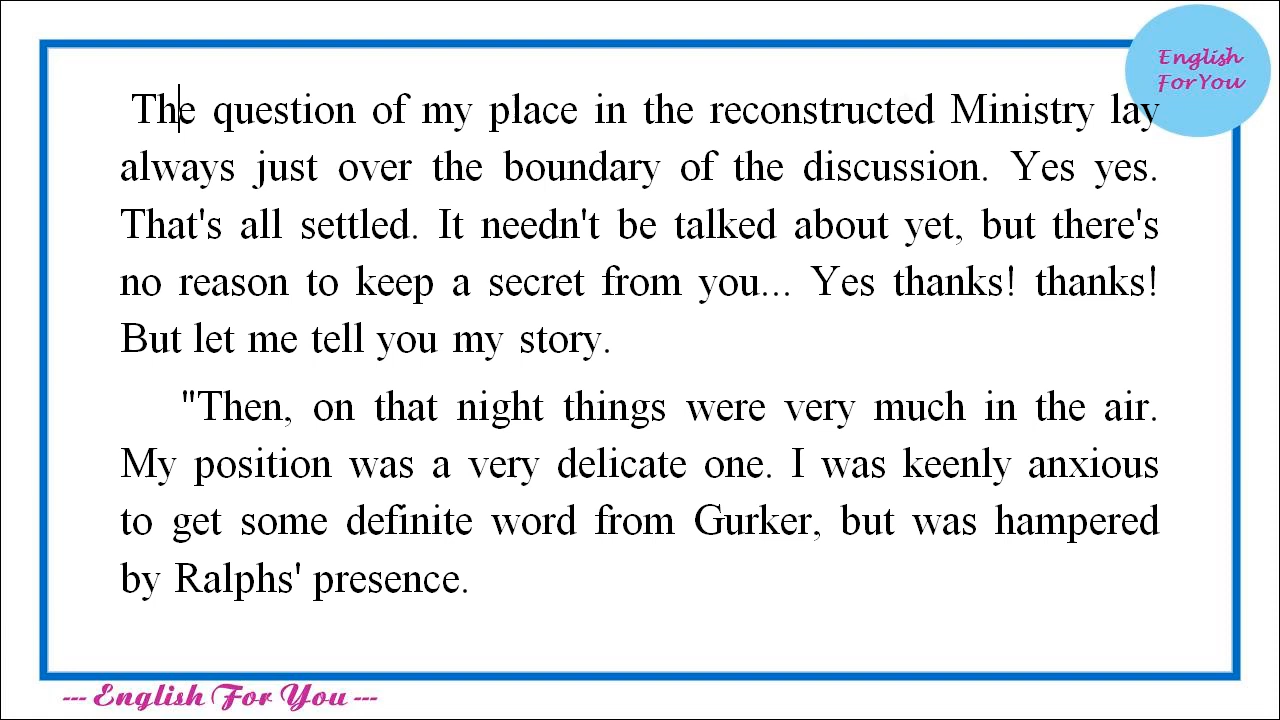 English
For You
The question of my place in the reconstructed Ministry lay
always just over the boundary of the discussion. Yes yes.
That's all settled. It needn't be talked about yet, but there's
no reason to keep a secret from you... Yes thanks! thanks!
But let me tell you my story.
"Then, on that night things were very much in the air.
My position was a very delicate one. I was keenly anxious
to get some definite word from Gurker, but was hampered
by Ralphs' presence.
--- English For You ---